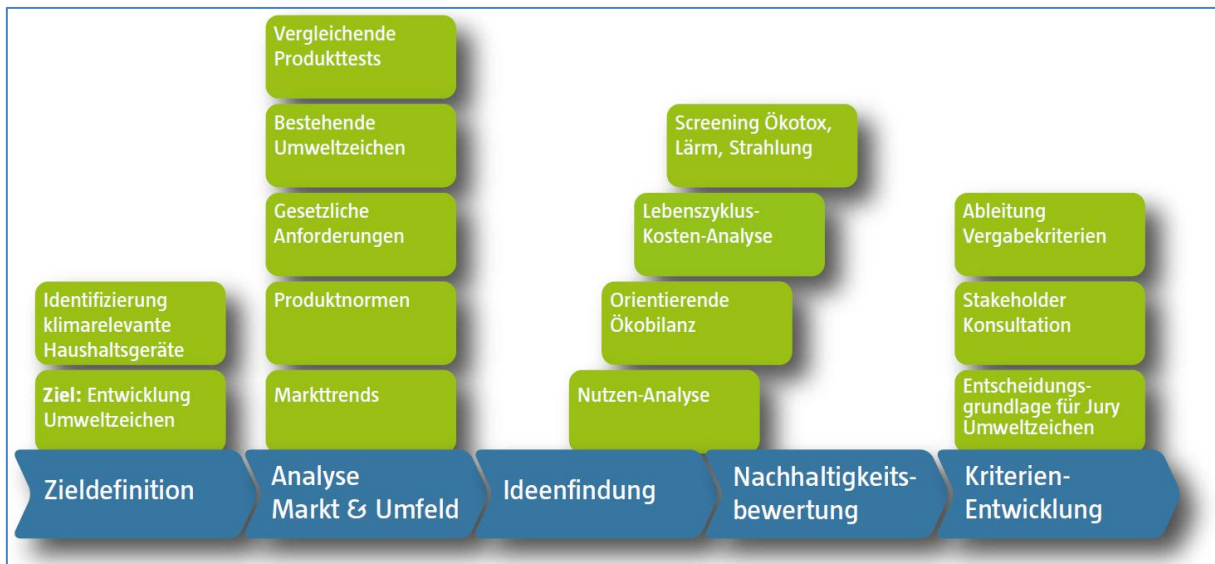 Vergleichende
Produkttests
Bestehende
Umweltzeichen
Gesetzliche
Anforderungen
Produktnormen
Markttrends
Identifizierung
klimarelevante
Haushaltsgeräte
Ziel: Entwicklung
Umweltzeichen
Screening Ökotox,
Lärm, Strahlung
Lebenszyklus-
Kosten-Analyse
Orientierende
Ökobilanz
Nutzen-Analyse
Ableitung
Vergabekriterien
Stakeholder
Konsultation
Entscheidungs-
grundlage für Jury
Umweltzeichen
Zieldefinition
Analyse
Markt & Umfeld
Ideenfindung
Nachhaltigkeits-
bewertung
Kriterien-
Entwicklung